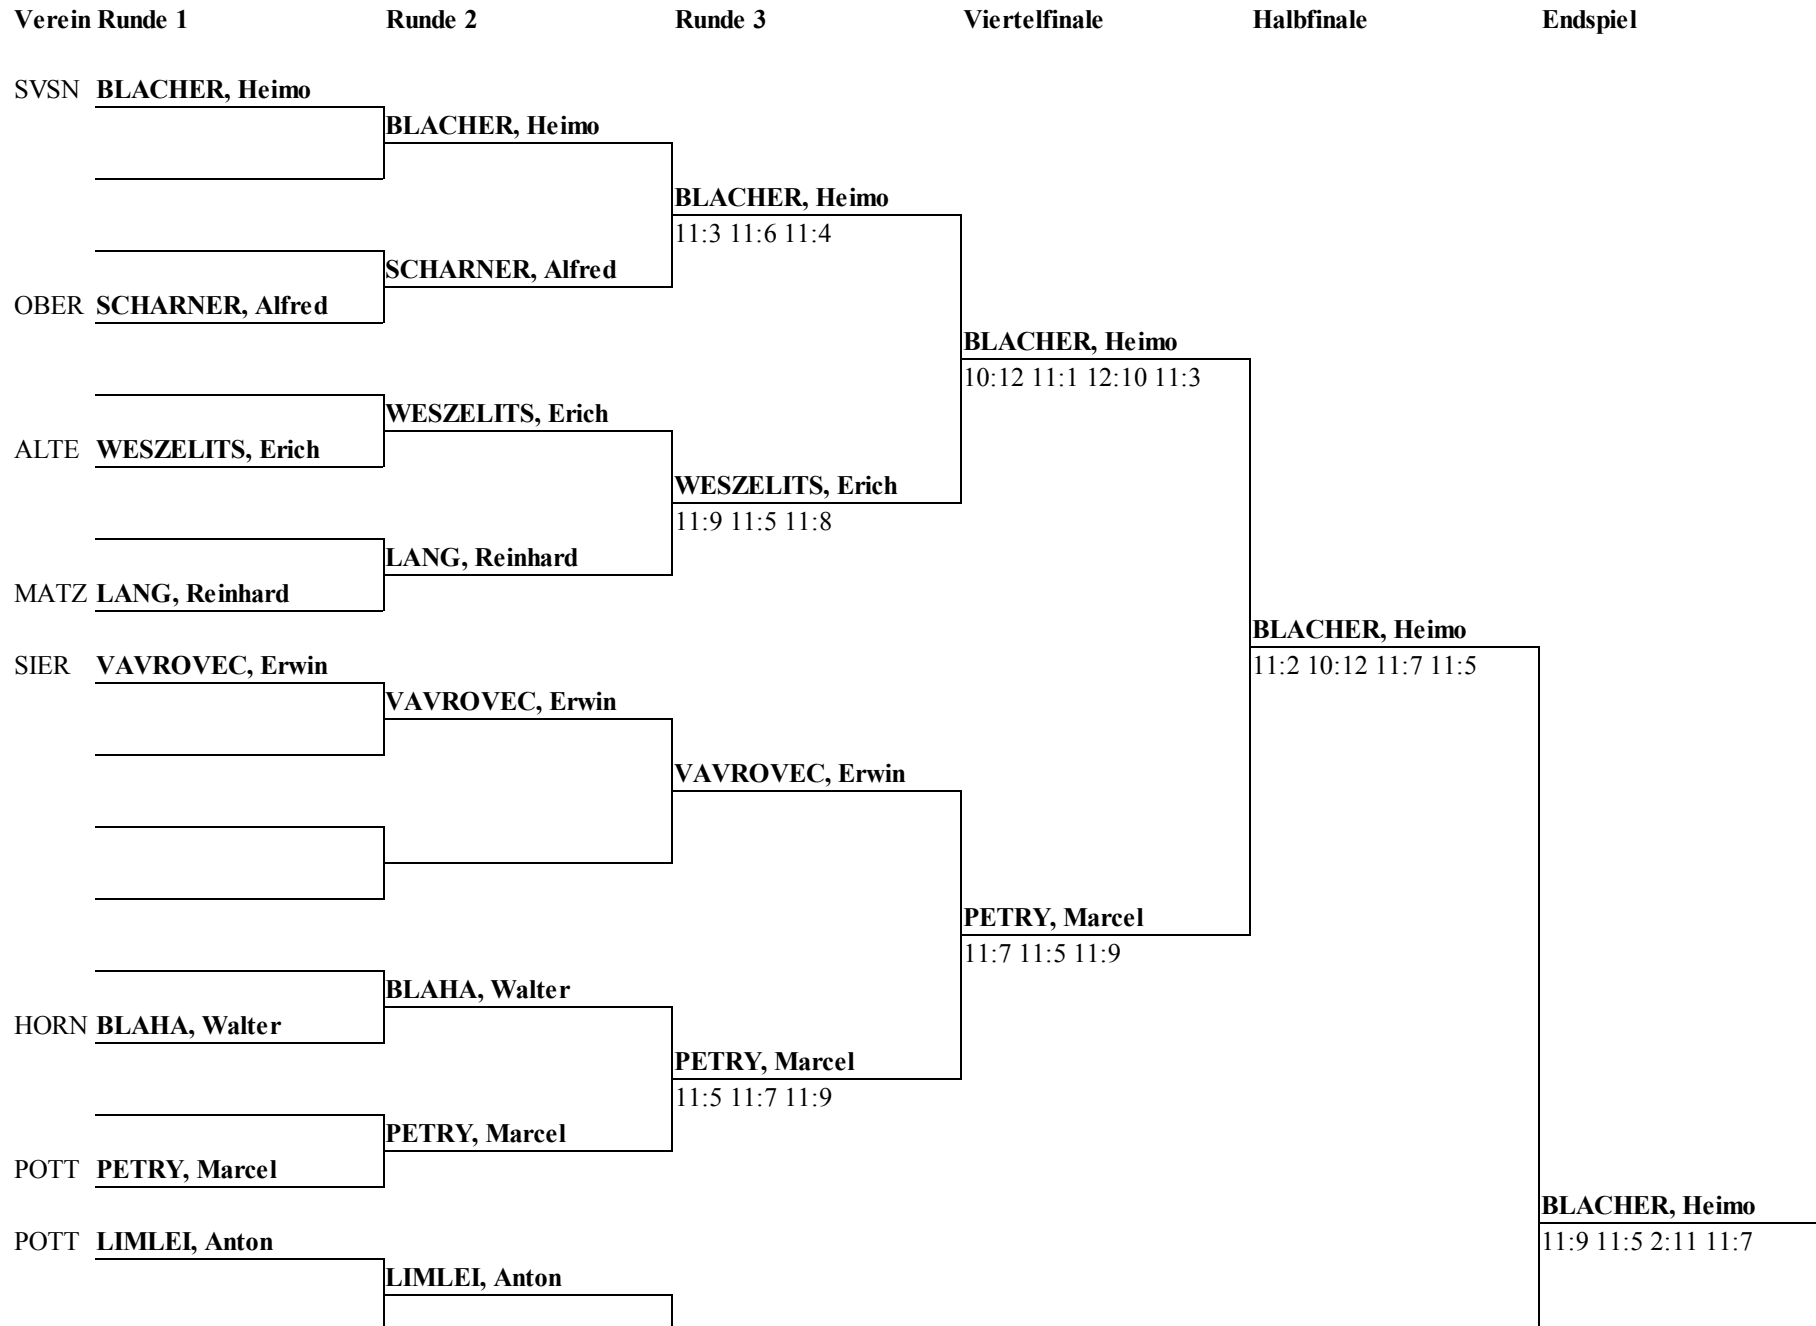 Verein Runde 1 Runde 2 Runde 3 Viertelfinale Halbfinale Endspiel
SVSN BLACHER, Heimo
BLACHER, Heimo
BLACHER, Heimo
11:3 11:6 11:4
SCHARNER, Alfred
OBER SCHARNER, Alfred
BLACHER, Heimo
10:12 11:1 12:10 11:3
WESZELITS, Erich
ALTE WESZELITS, Erich
WESZELITS, Erich
11:9 11:5 11:8
LANG, Reinhard
MATZ LANG, Reinhard
BLACHER, Heimo
SIER VAVROVEC, Erwin 11:2 10:12 11:7 11:5
VAVROVEC, Erwin
VAVROVEC, Erwin
PETRY, Marcel
11:7 11:5 11:9
BLAHA, Walter
HORN BLAHA, Walter
PETRY, Marcel
11:5 11:7 11:9
PETRY, Marcel
POTT PETRY, Marcel
BLACHER, Heimo
POTT LIMLEI, Anton 11:9 11:5 2:11 11:7
LIMLEI, Anton